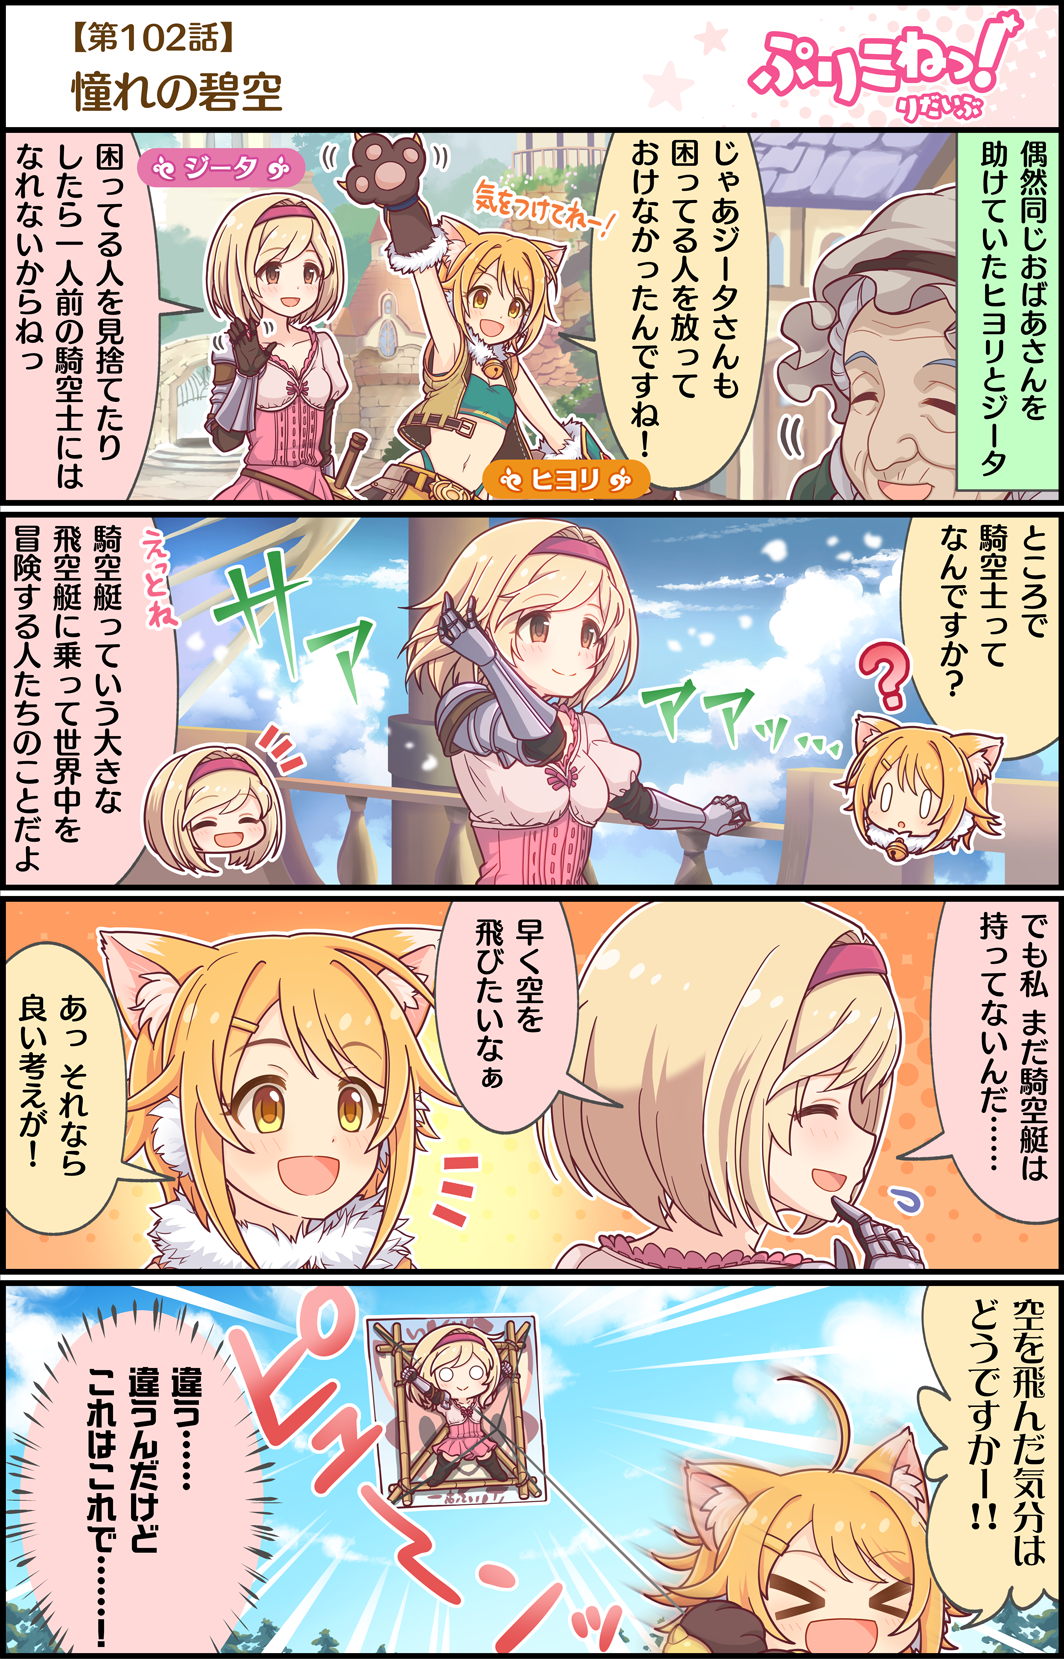 【第102話】
憧れの碧空
ぷりこねっ!
りだいぶ
偶然同じおばあさんを
助けていたヒヨリとジータ
じゃあジータさんも
困ってる人を放って
おけなかったんですね!
気をつけてねー!
ヒヨリ
ジータ
困ってる人を見捨てたり
したら一人前の騎空士には
なれないからねっ
ところで
騎空士って
なんですか?
?
サァ
アアッ…
えっとね
騎空艇っていう大きな
飛空艇に乗って世界中を
冒険する人たちのことだよ
でも私 まだ騎空艇は
持ってないんだ……
早く空を
飛びたいなぁ
あっ それなら
良い考えが!
空を飛んだ気分は
どうですかー!!
ピューンッ
違う……
違うんだけど
これはこれで……!